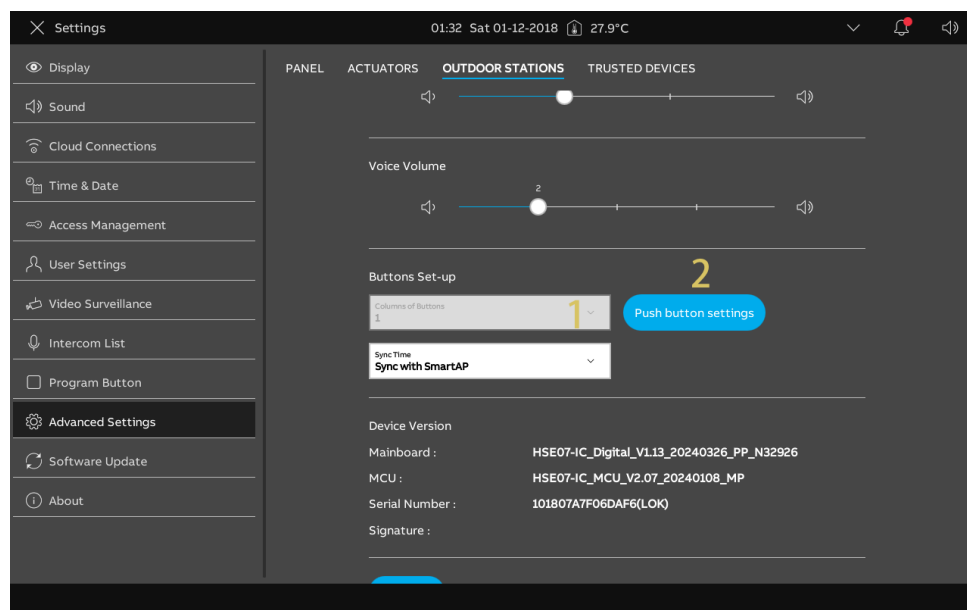 Settings
01:32 Sat 01-12-2018 27.9°C
Display
Sound
Cloud Connections
Time & Date
Access Management
User Settings
Video Surveillance
Intercom List
Program Button
Advanced Settings
Software Update
About
PANEL ACTUATORS OUTDOOR STATIONS TRUSTED DEVICES
Voice Volume
2
Buttons Set-up
2
Columns of Buttons
1
1
Push button settings
Sync Time
Sync with SmartAP
Device Version
Mainboard : HSE07-IC_Digital_V1.13_20240326_PP_N32926
MCU : HSE07-IC_MCU_V2.07_20240108_MP
Serial Number : 101807A7F06DAF6(LOK)
Signature :